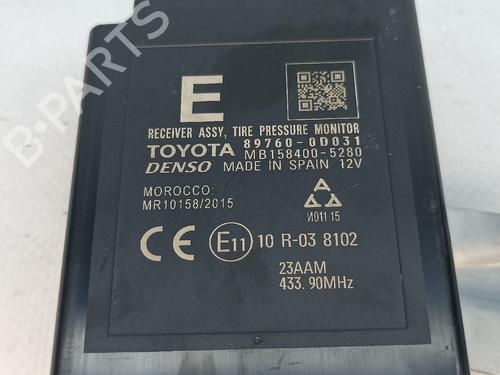 E
RECEIVER ASSY, TIRE PRESSURE MONITOR
TOYOTA 89760-0D031
DENSO MB158400-5280
MADE IN SPAIN 12V
MOROCCO:
MR10158/2015
И011 15
CE E11 10 R-03 8102
23AAM
433.90MHz
B-PARTS